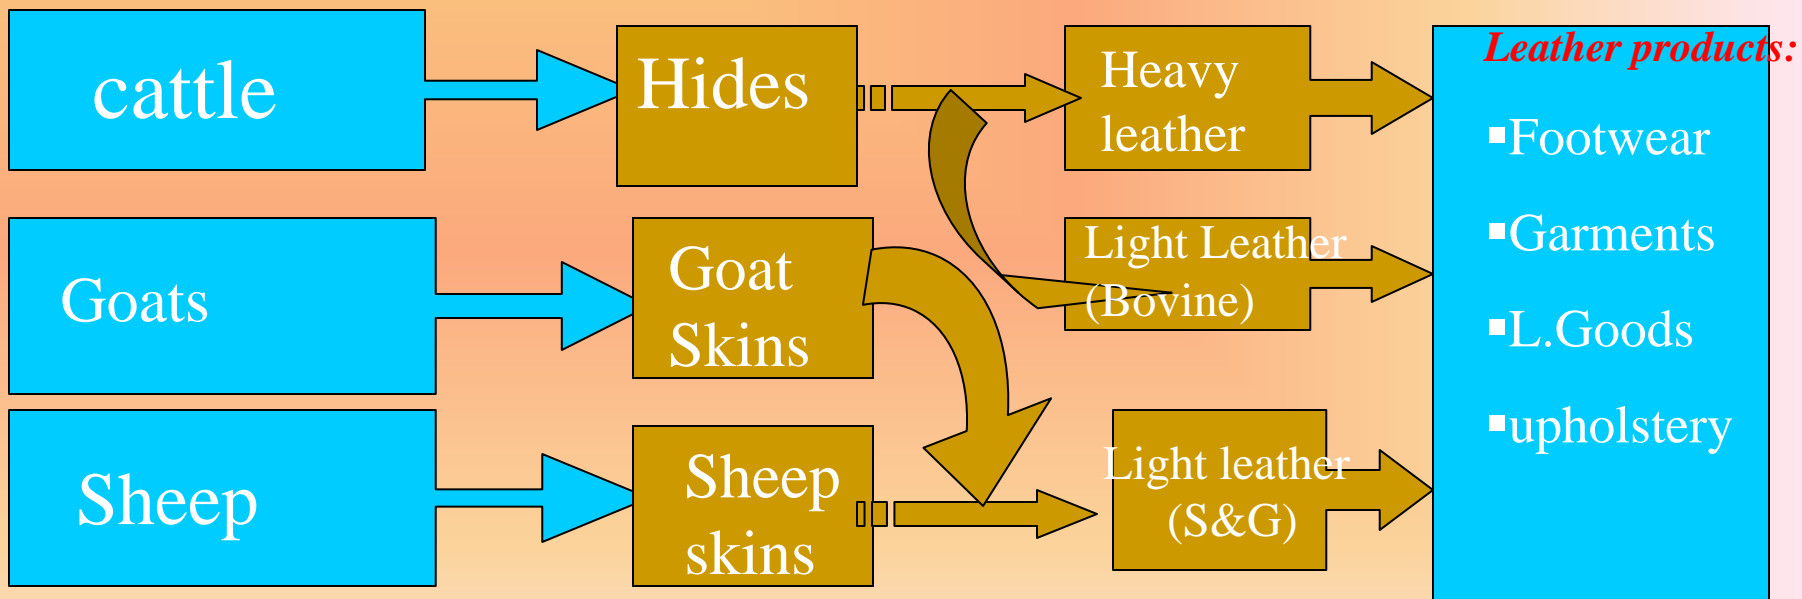 cattle
Hides
Heavy
leather
Goats
Goat
Skins
Light Leather
(Bovine)
Sheep
Sheep
skins
Light leather
(S&G)
Leather products:
▪Footwear
▪Garments
▪L.Goods
▪upholstery